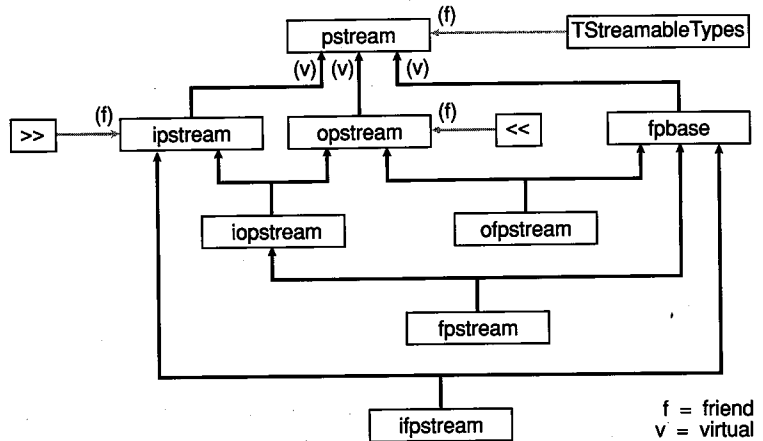 (f)
pstream
TStreamableTypes
(v)
(v)
(v)
(f)
(f)
>>
ipstream
opstream
<<
fpbase
iopstream
ofpstream
fpstream
ifpstream
f = friend
v = virtual